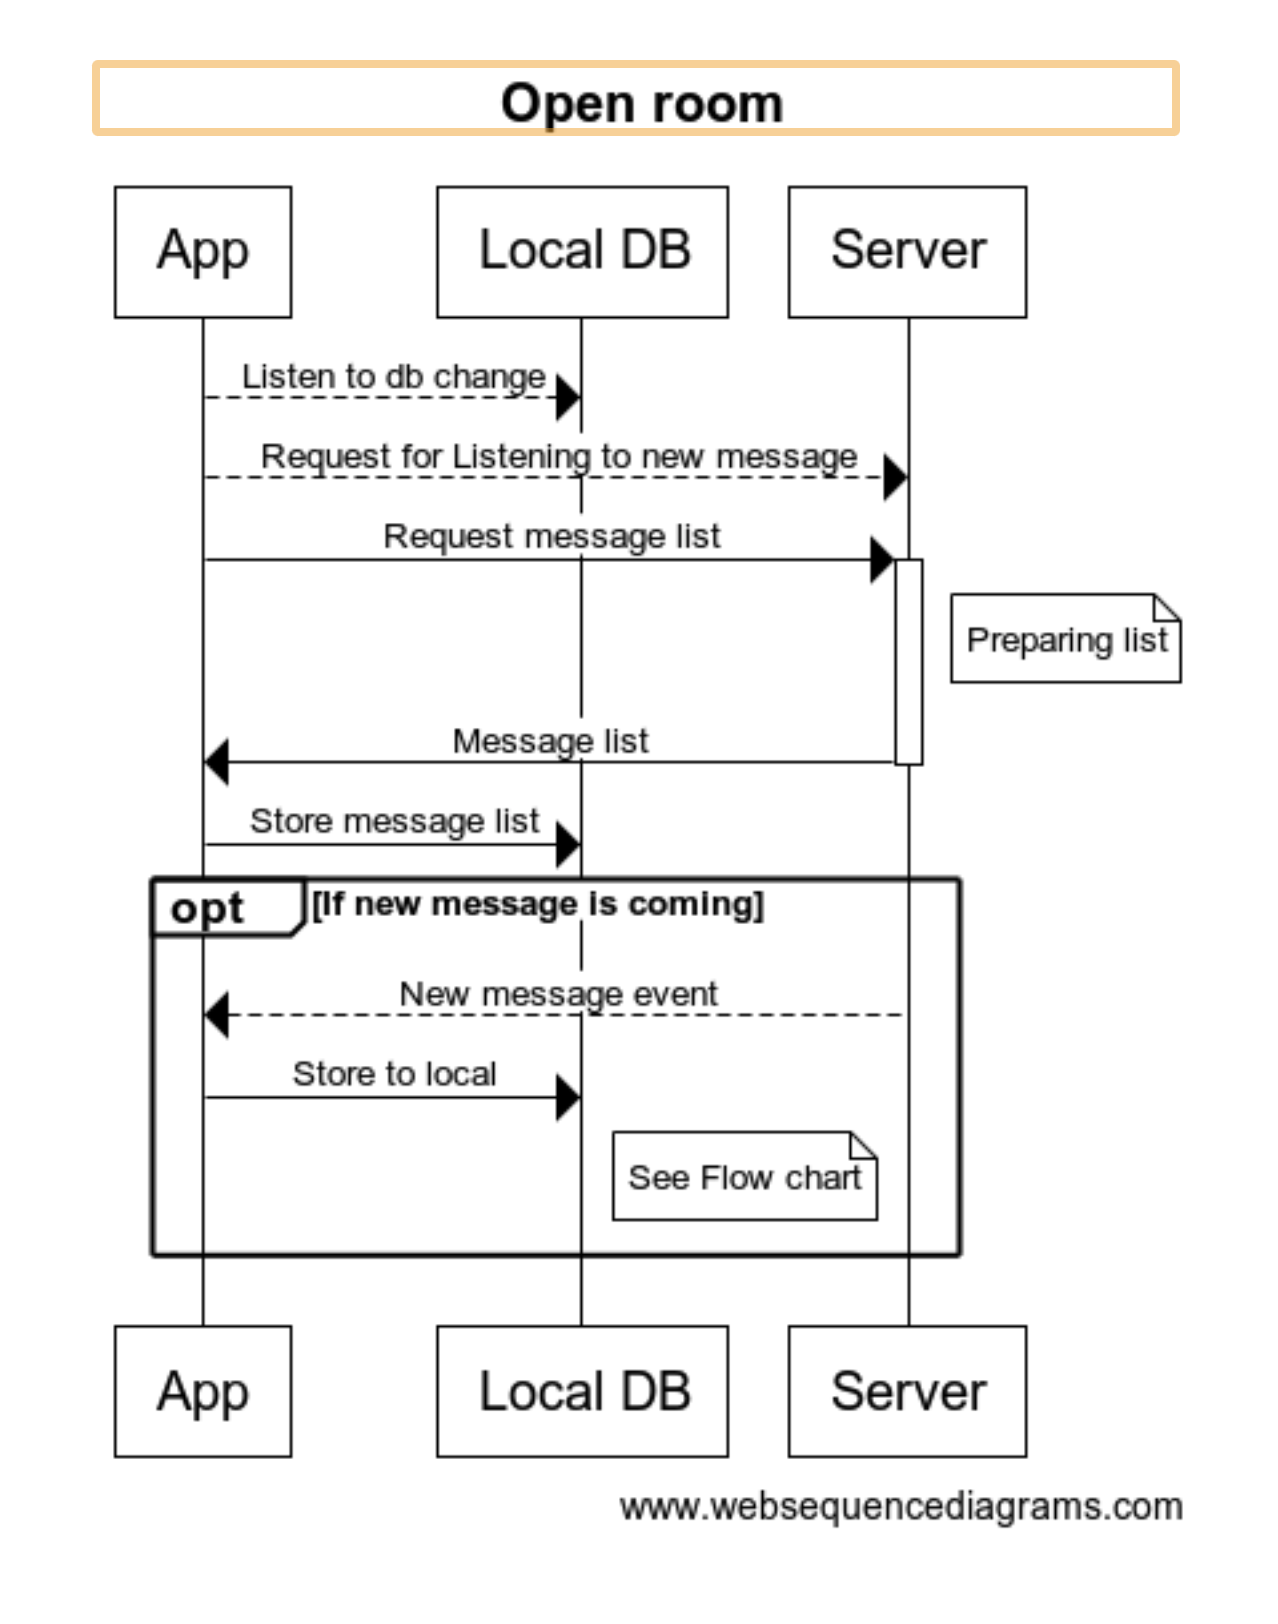 Open room
App
Local DB
Server
Listen to db change
Request for Listening to new message
Request message list
Preparing list
Message list
Store message list
opt
[If new message is coming]
New message event
Store to local
See Flow chart
App
Local DB
Server
www.websequencediagrams.com